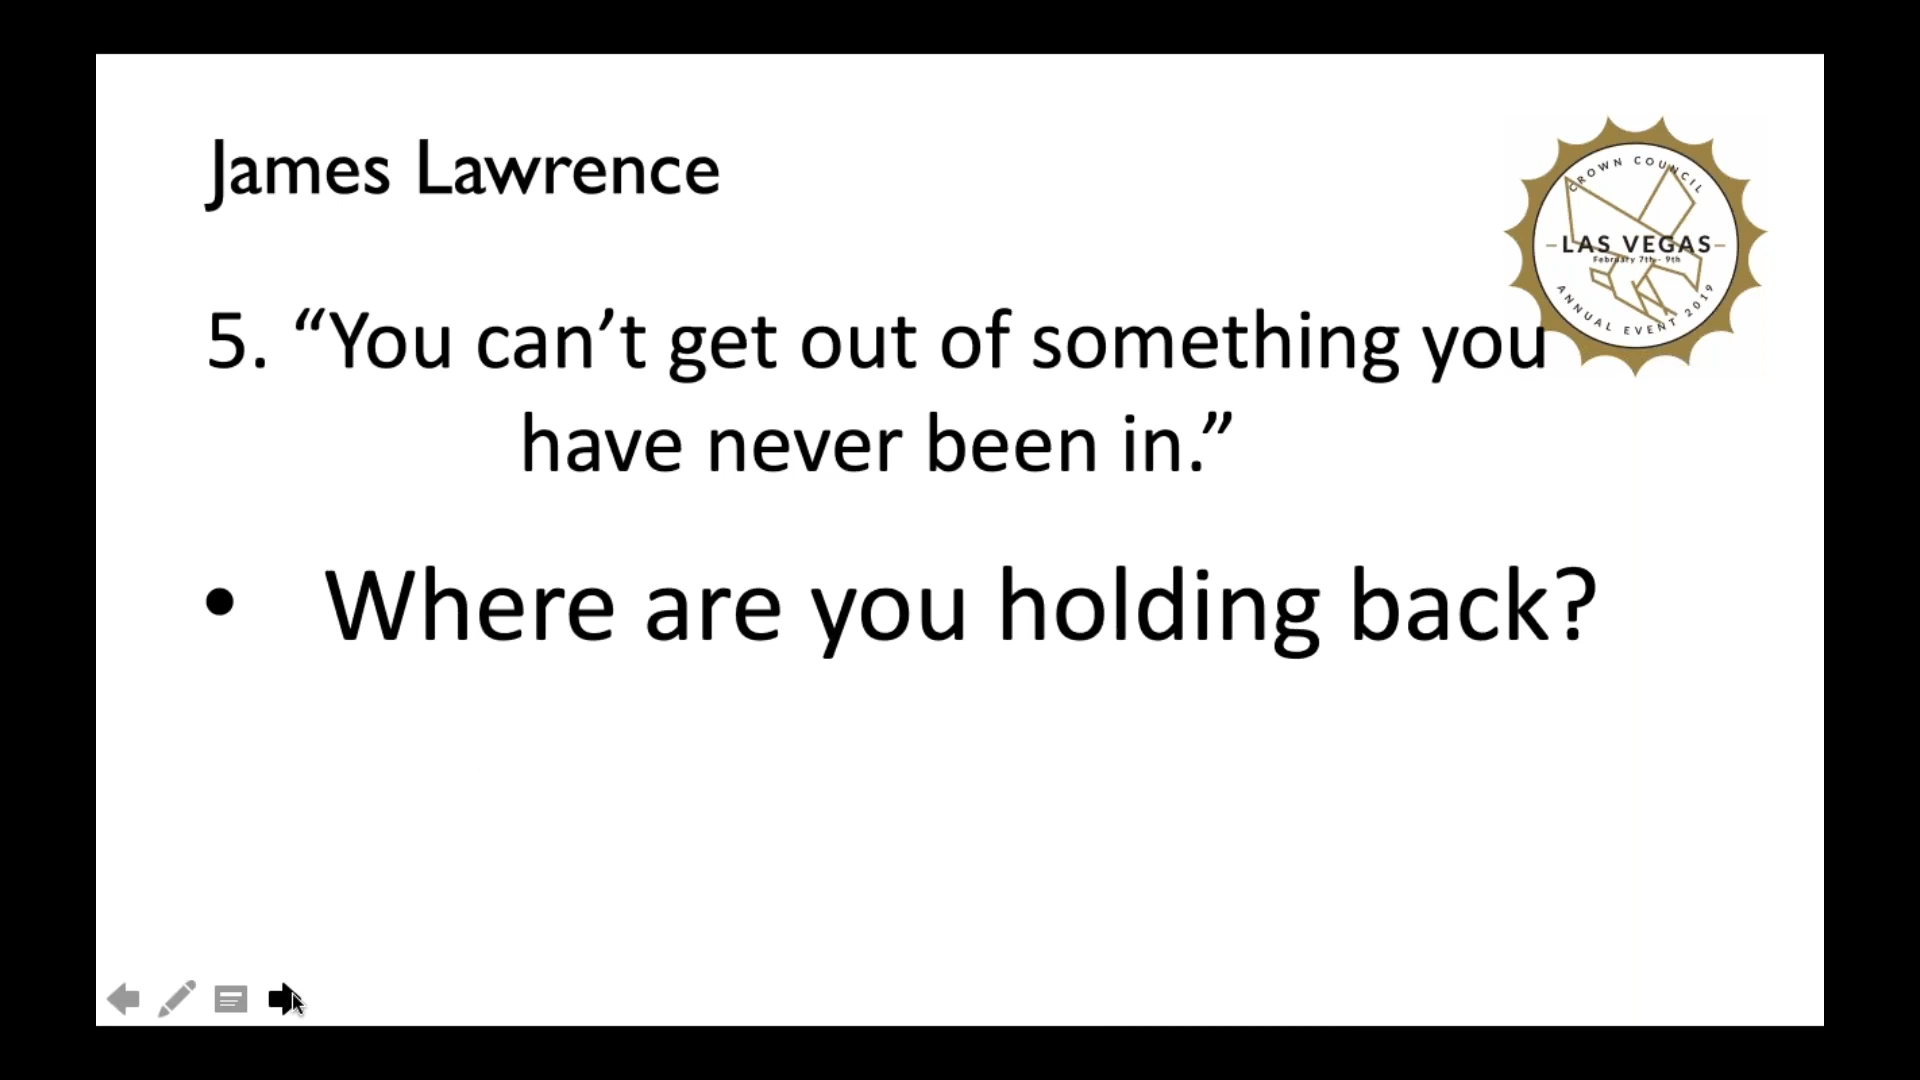 James Lawrence
CROWN COUNCIL
-LAS VEGAS-
February 7th - 9th
ANNUAL EVENT 2019
5. “You can’t get out of something you
have never been in.”
• Where are you holding back?